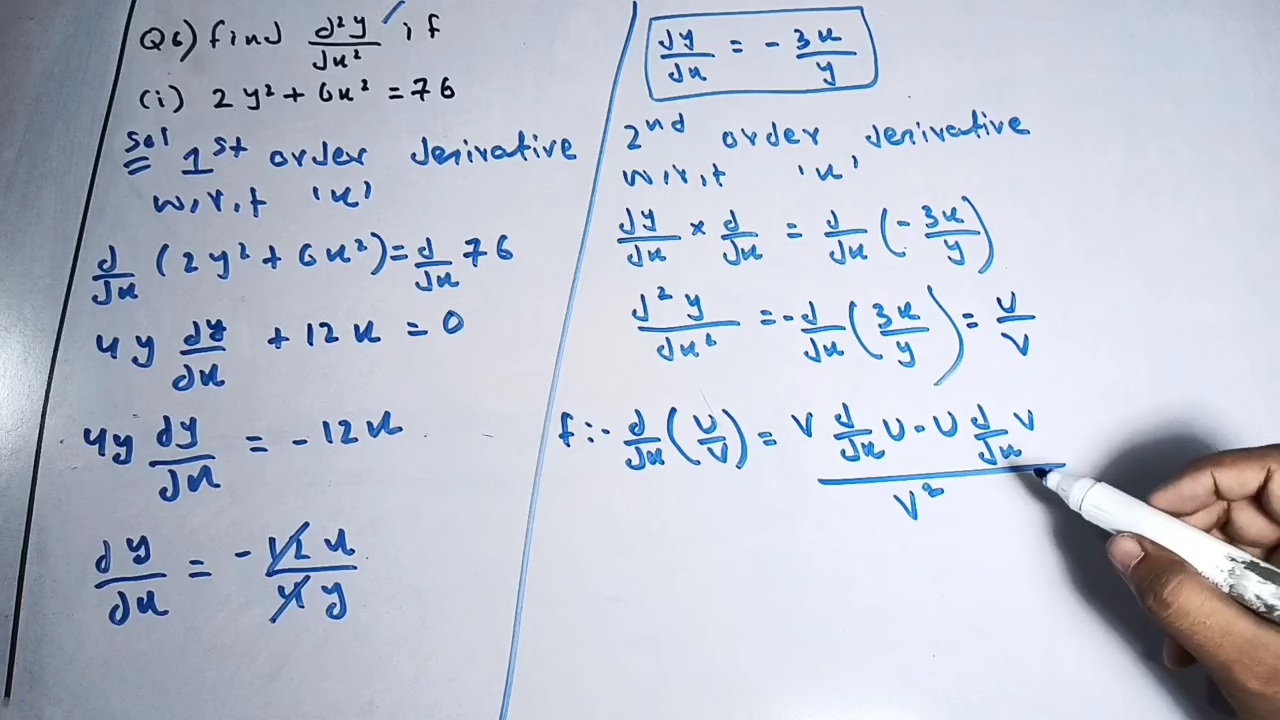 Q6) find d²y/dx² if
(i) 2y² + 6x² = 76
Sol 1st order derivative
w.r.t 'x'
d/dx (2y² + 6x²) = d/dx 76
4y dy/dx + 12x = 0
4y dy/dx = -12x
dy/dx = - 12x/4y
dy/dx = - 3x/y
2nd order derivative
w.r.t 'x'
dy/dx × d/dx = d/dx (- 3x/y)
d²y/dx² = - d/dx (3x/y) = U/V
f:- d/dx (U/V) = V d/dx U - U d/dx V / V²